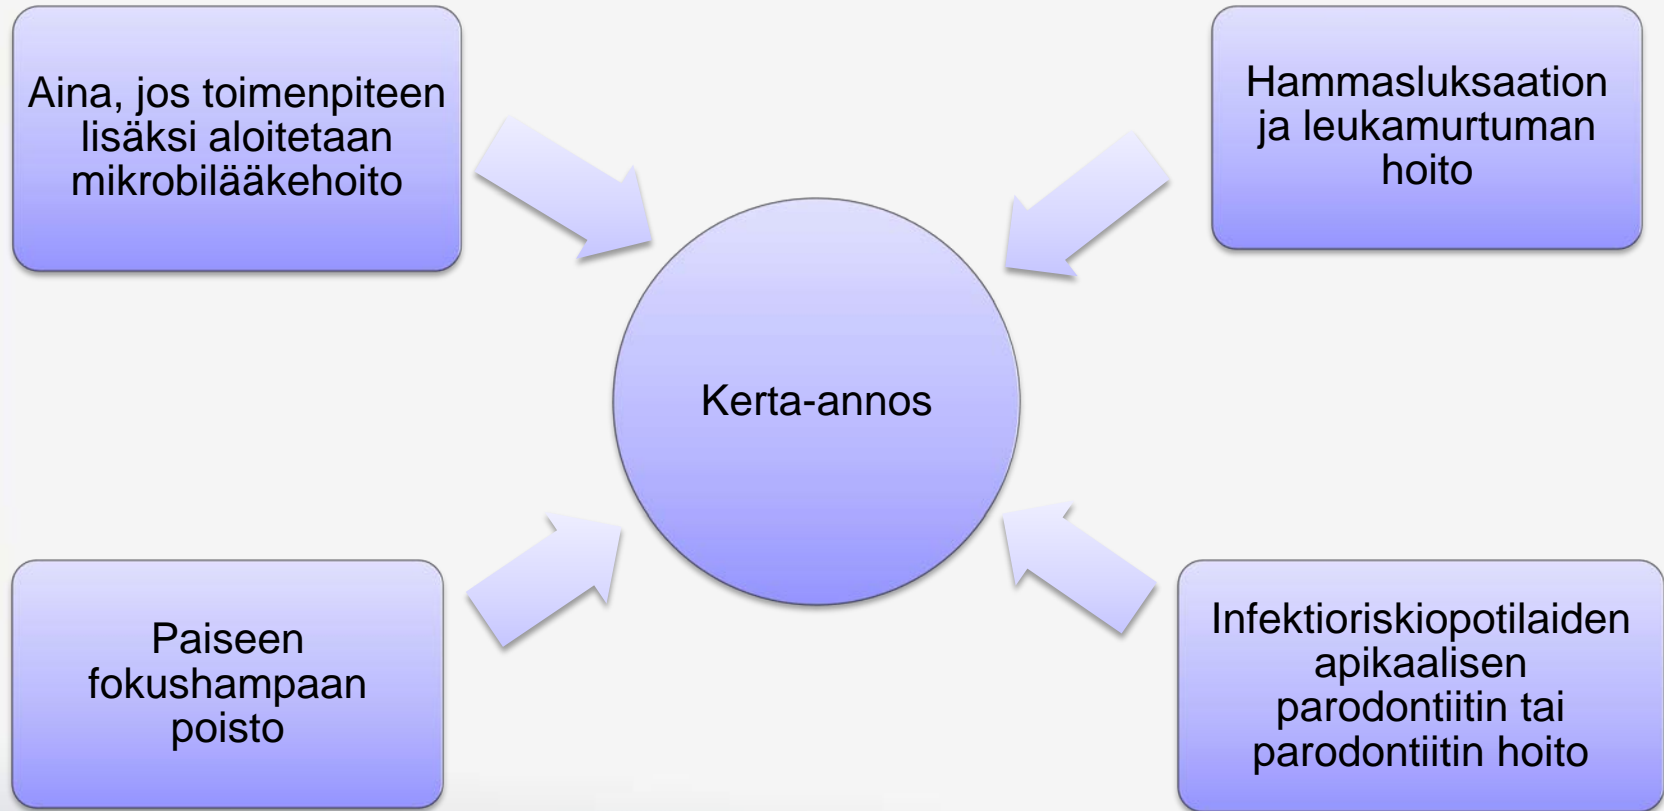 Aina, jos toimenpiteen
lisäksi aloitetaan
mikrobilääkehoito
Hammasluksaation
ja leukamurtuman
hoito
Kerta-annos
Paiseen
fokushampaan
poisto
Infektioriskiopotilaiden
apikaalisen
parodontiitin tai
parodontiitin hoito